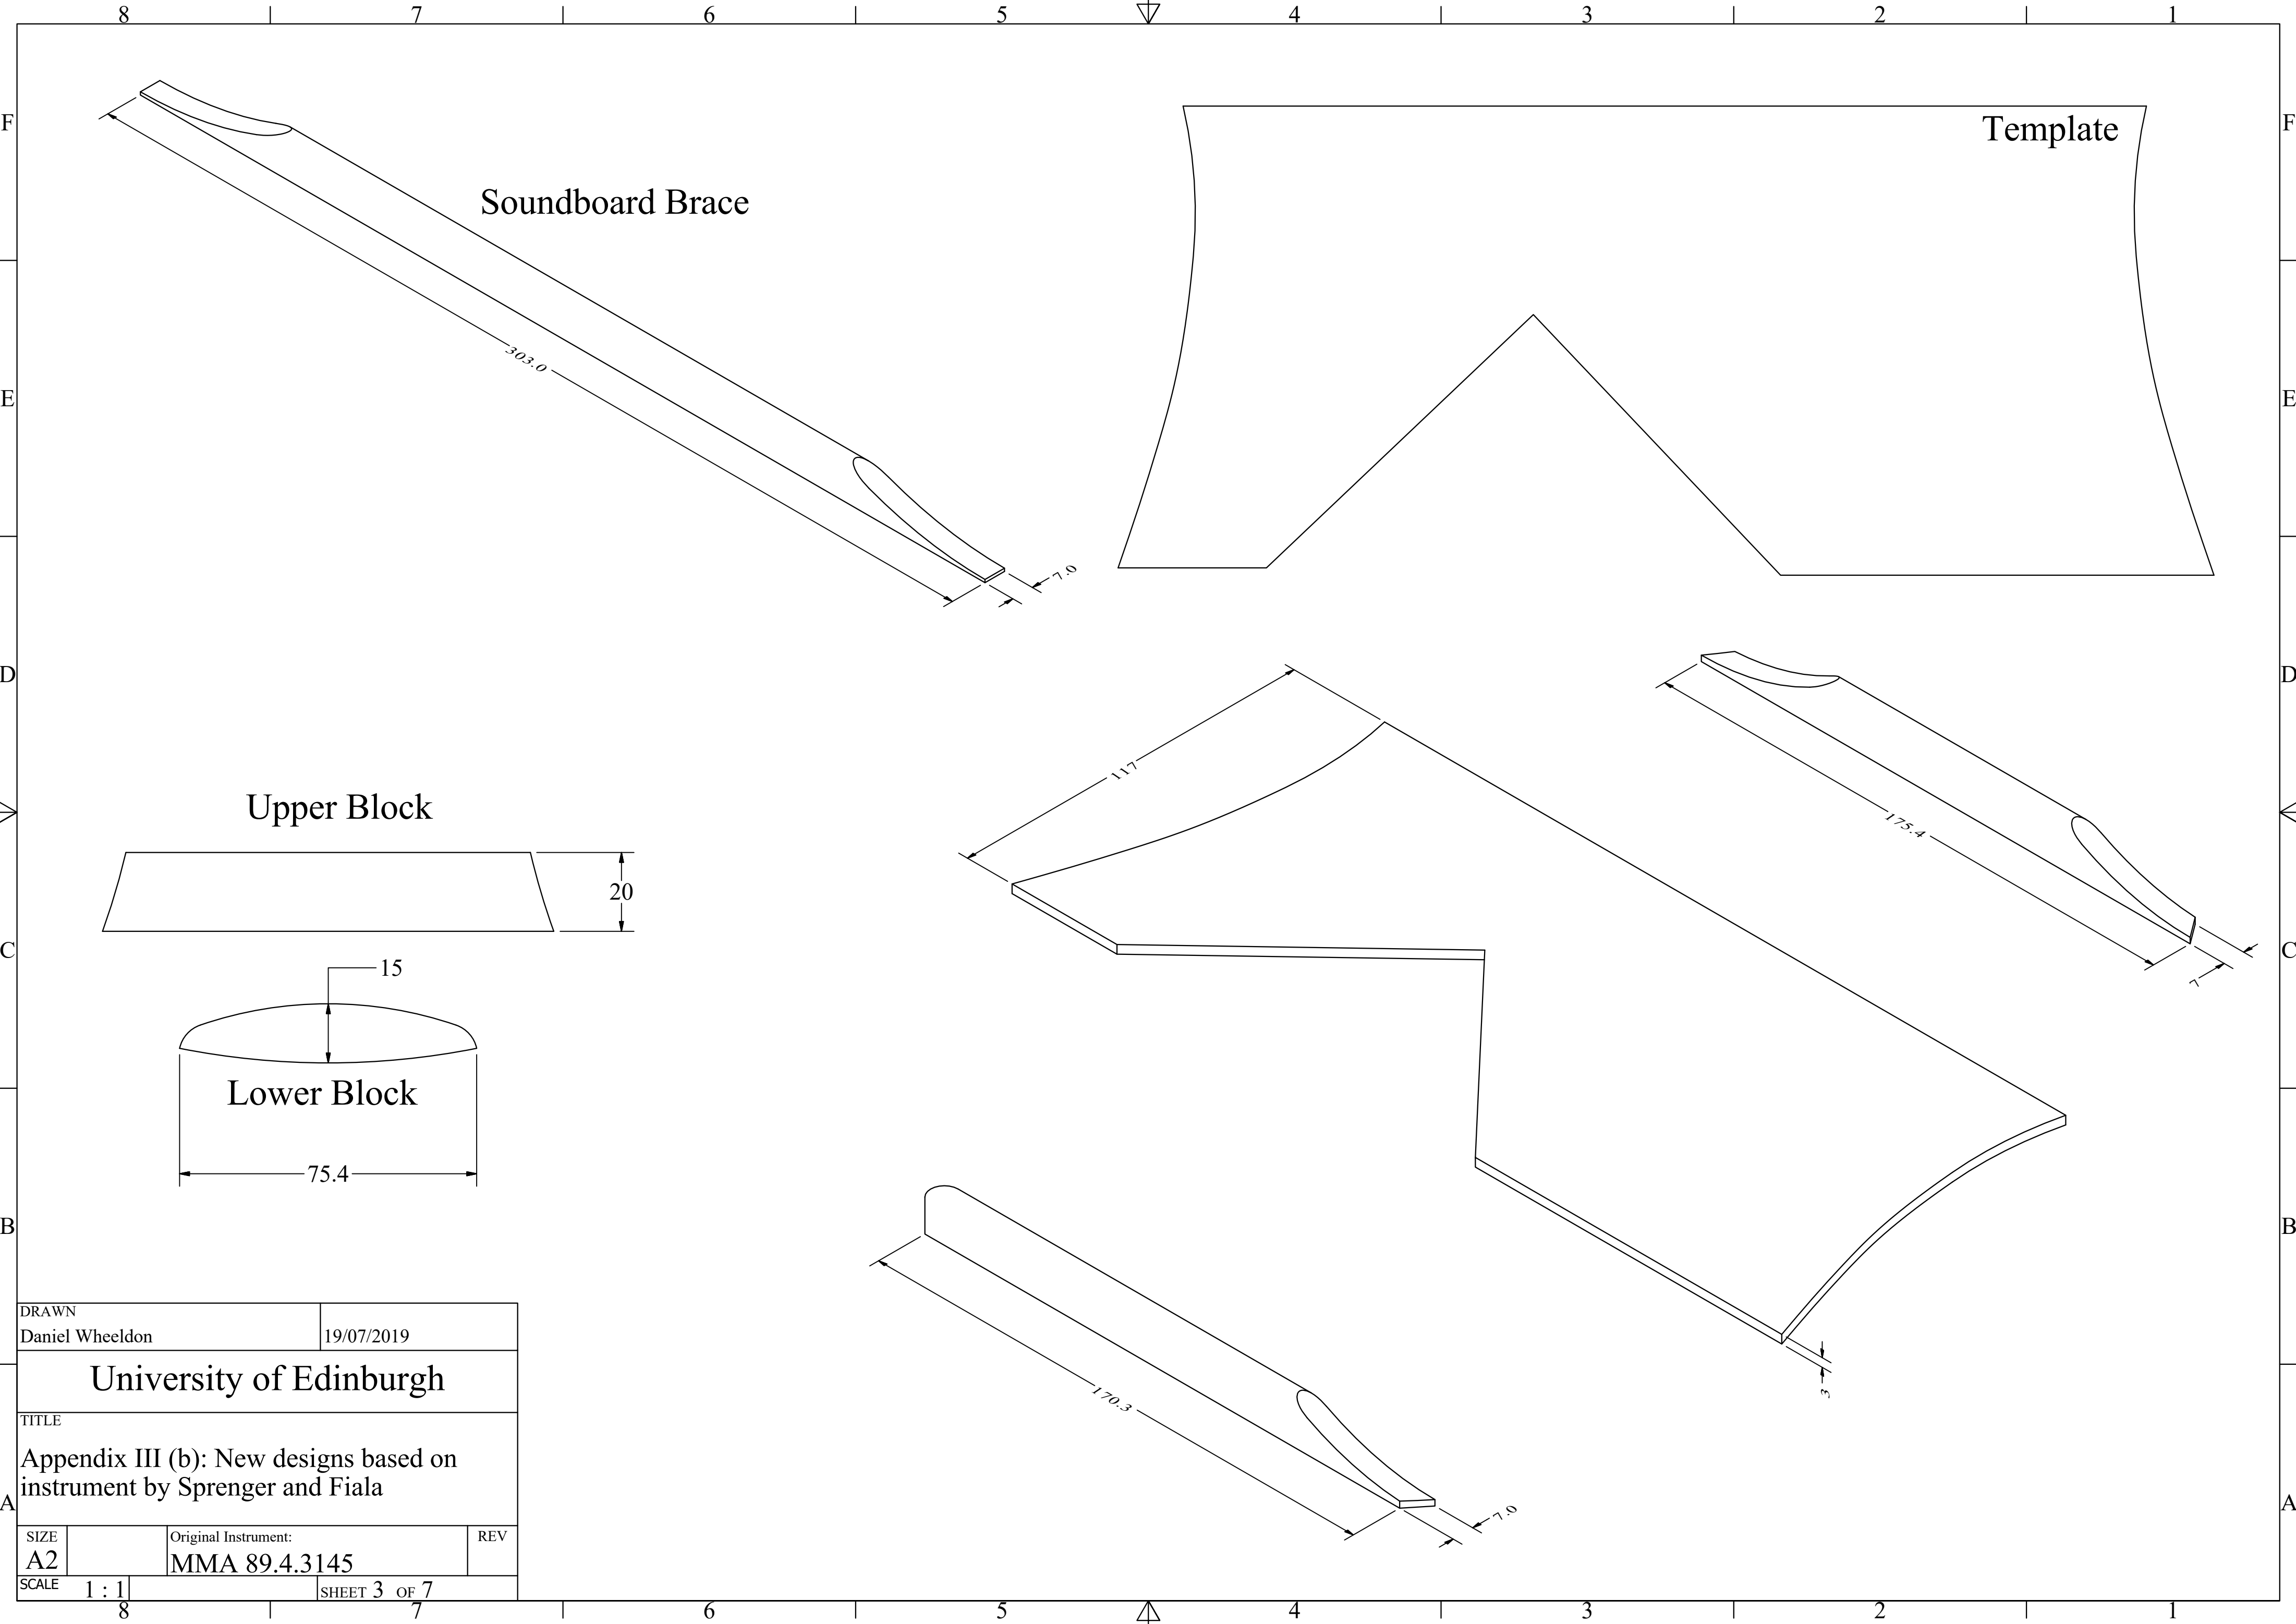 8 7 6 5 4 3 2 1
F F
Template
Soundboard Brace
303.0
E E
7.0
D D
117
175.4
Upper Block
20
C C
7
15
Lower Block
75.4
B B
3
170.3
7.0
A A
DRAWN
Daniel Wheeldon 19/07/2019
University of Edinburgh
TITLE
Appendix III (b): New designs based on
instrument by Sprenger and Fiala
SIZE Original Instrument: REV
A2 MMA 89.4.3145
SCALE 1 : 1 SHEET 3 OF 7
8 7 6 5 4 3 2 1